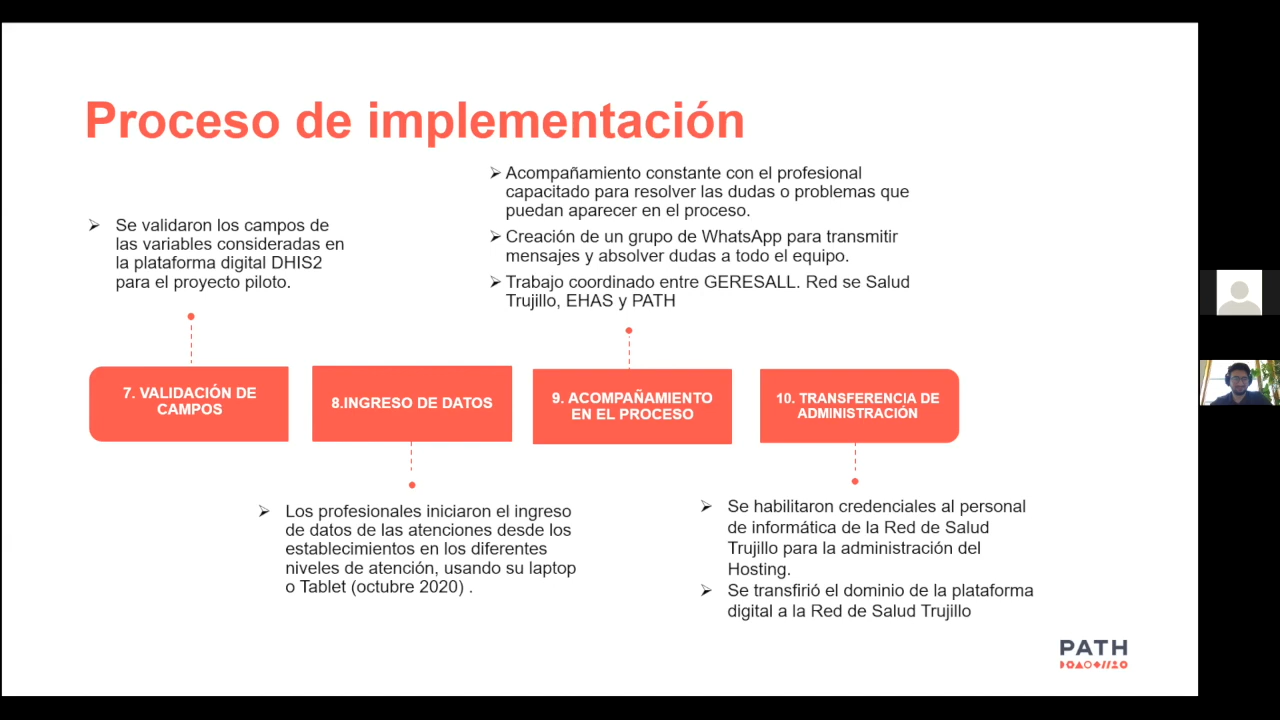 Proceso de implementación
➢ Se validaron los campos de
las variables consideradas en
la plataforma digital DHIS2
para el proyecto piloto.
➢ Acompañamiento constante con el profesional
capacitado para resolver las dudas o problemas que
puedan aparecer en el proceso.
➢ Creación de un grupo de WhatsApp para transmitir
mensajes y absolver dudas a todo el equipo.
➢ Trabajo coordinado entre GERESALL. Red se Salud
Trujillo, EHAS y PATH
7. VALIDACIÓN DE
CAMPOS
8.INGRESO DE DATOS
9. ACOMPAÑAMIENTO
EN EL PROCESO
10. TRANSFERENCIA DE
ADMINISTRACIÓN
➢ Los profesionales iniciaron el ingreso
de datos de las atenciones desde los
establecimientos en los diferentes
niveles de atención, usando su laptop
o Tablet (octubre 2020) .
➢ Se habilitaron credenciales al personal
de informática de la Red de Salud
Trujillo para la administración del
Hosting.
➢ Se transfirió el dominio de la plataforma
digital a la Red de Salud Trujillo
PATH